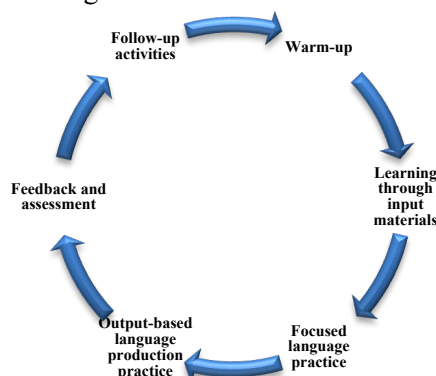 Follow-up
activities
Warm-up
Learning
through
input
materials
Focused
language
practice
Output-based
language
production
practice
Feedback and
assessment